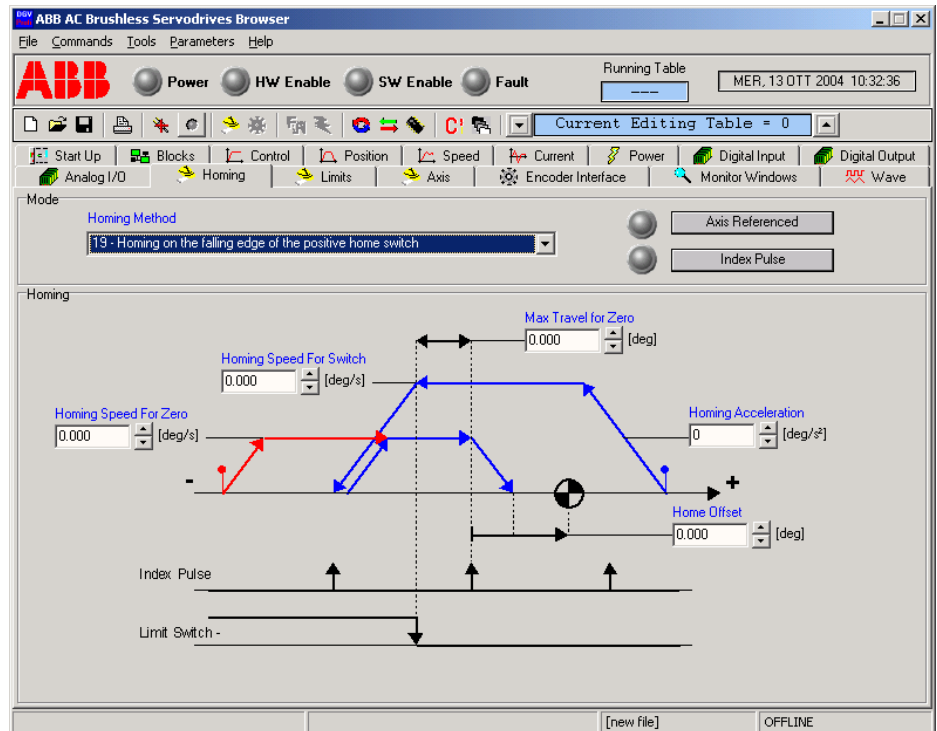 ABB AC Brushless Servodrives Browser
File Commands Tools Parameters Help
ABB Power HW Enable SW Enable Fault Running Table --- MER, 13 OTT 2004 10:32:36
Current Editing Table = 0
Start Up Blocks Control Position Speed Current Power Digital Input Digital Output
Analog I/O Homing Limits Axis Encoder Interface Monitor Windows Wave
Mode
Homing Method
19 - Homing on the falling edge of the positive home switch
Axis Referenced
Index Pulse
Homing
Max Travel for Zero
0.000 [deg]
Homing Speed For Switch
0.000 [deg/s]
Homing Speed For Zero
0.000 [deg/s]
Homing Acceleration
0 [deg/s²]
- +
Home Offset
0.000 [deg]
Index Pulse
Limit Switch -
[new file] OFFLINE